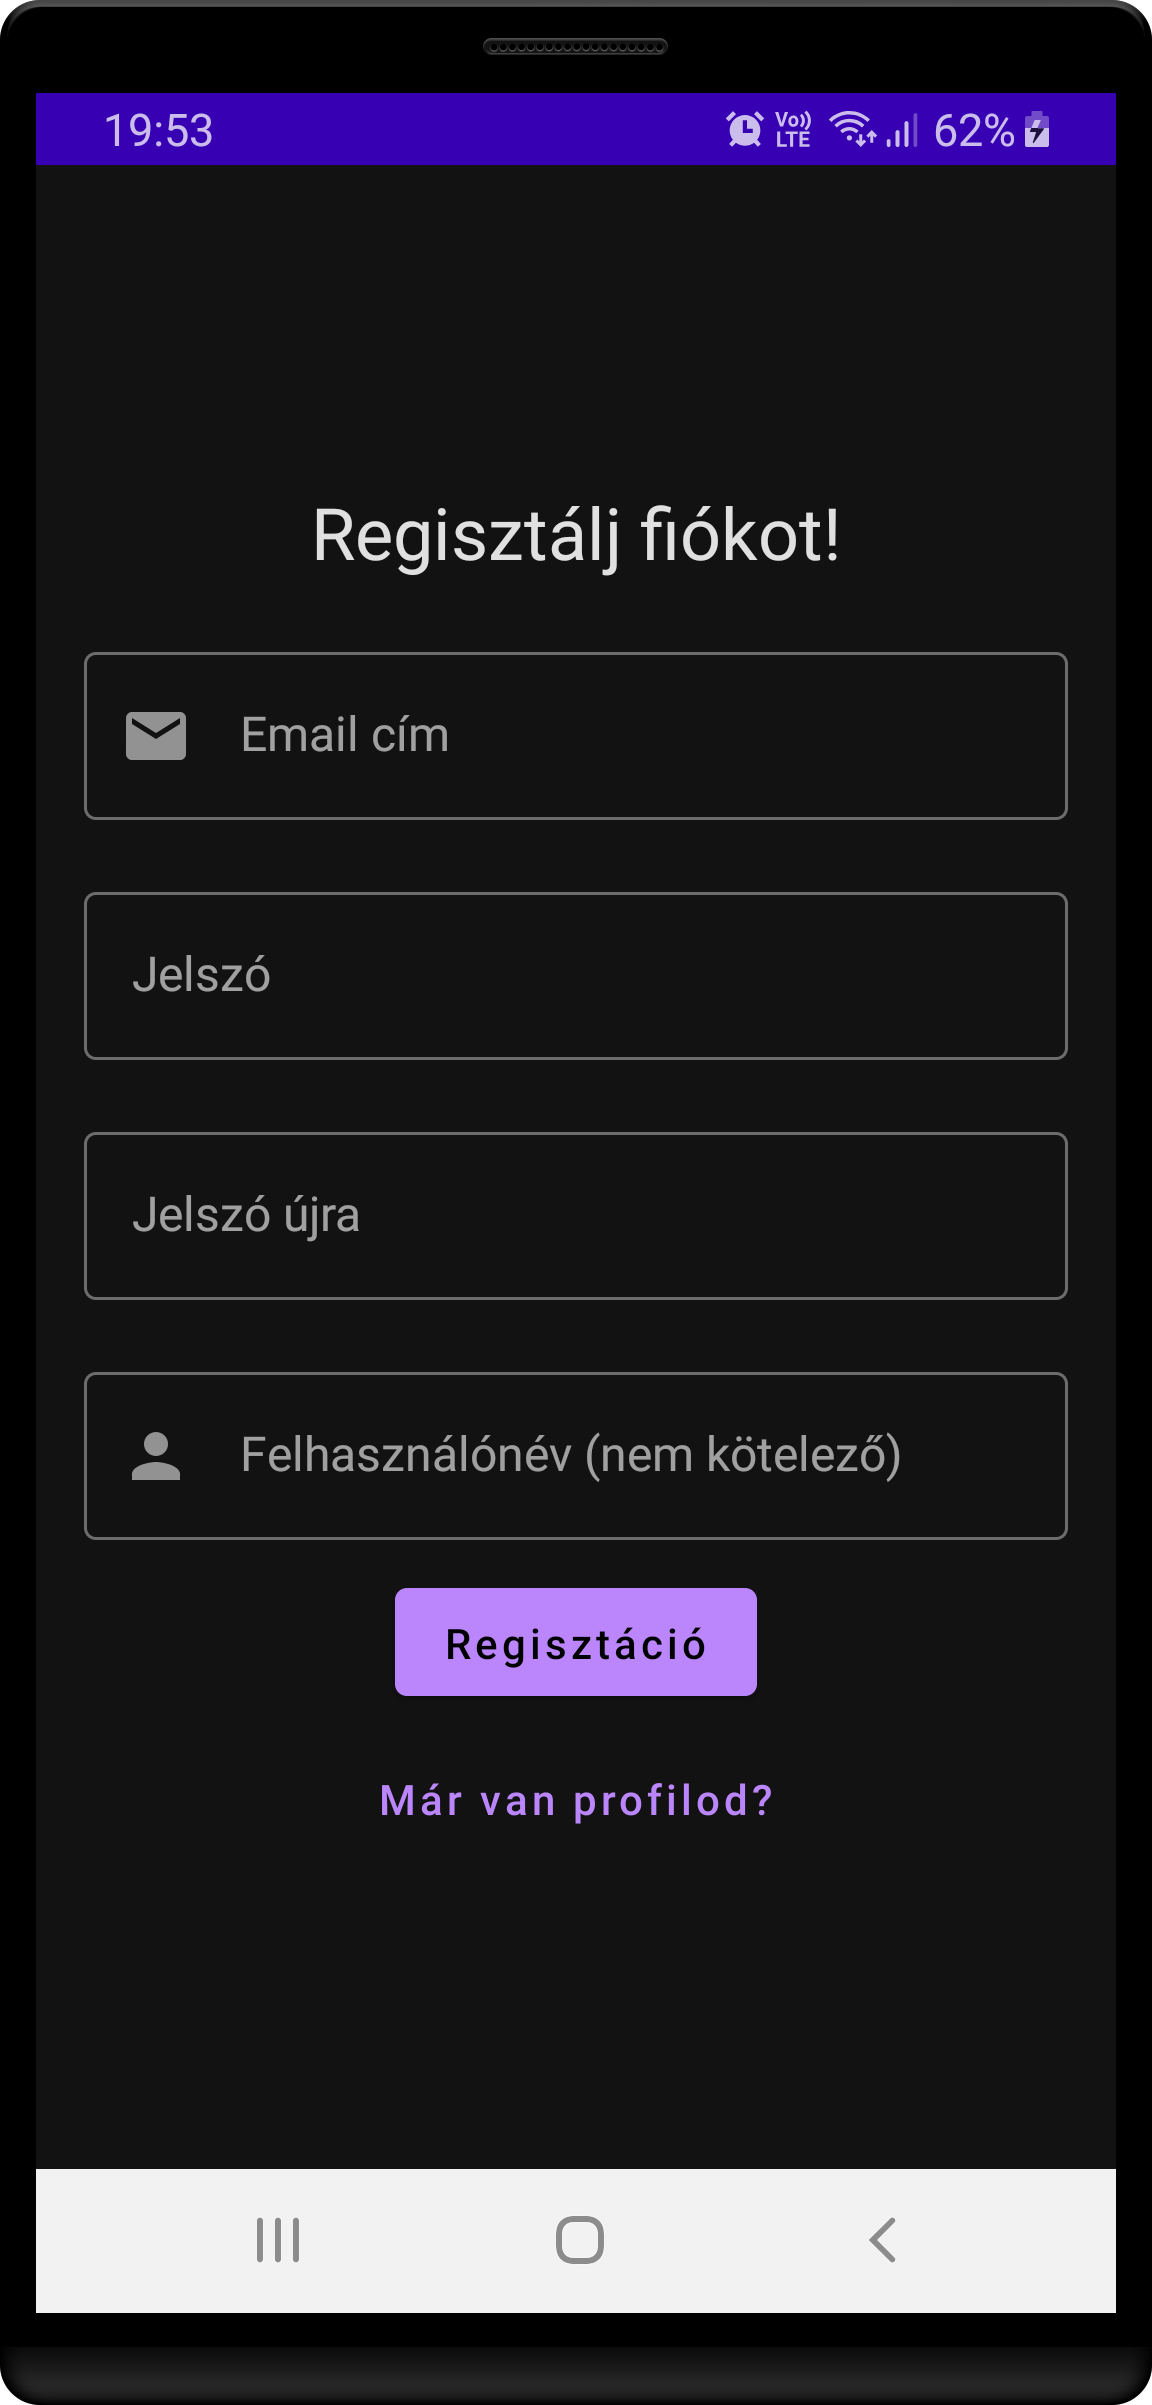 19:53 Vo)) LTE 62%
Regisztálj fiókot!
Email cím
Jelszó
Jelszó újra
Felhasználónév (nem kötelező)
Regisztáció
Már van profilod?